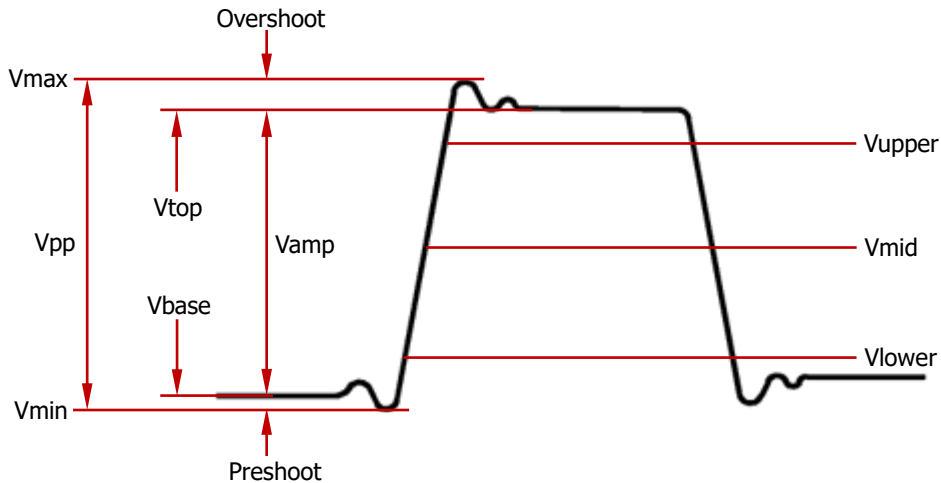 Overshoot
Vmax
Vupper
Vtop
Vpp
Vamp
Vmid
Vbase
Vlower
Vmin
Preshoot